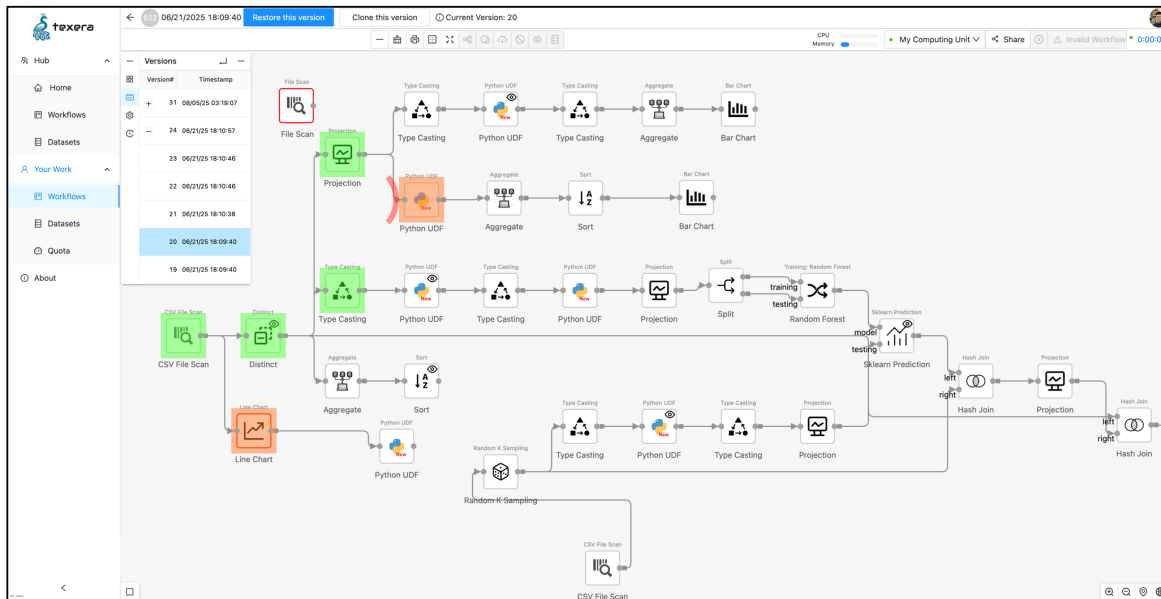 texera
622 06/21/2025 18:09:40 Restore this version Clone this version Current Version: 20
CPU
Memory
My Computing Unit Share Invalid Workflow 0:00:0
Hub
Home
Workflows
Datasets
Your Work
Workflows
Datasets
Quota
About
Versions
Version# Timestamp
31 08/05/25 03:19:07
24 06/21/25 18:10:57
23 06/21/25 18:10:46
22 06/21/25 18:10:46
21 06/21/25 18:10:38
20 06/21/25 18:09:40
19 06/21/25 18:09:40
File Scan
File Scan
Projection
Projection
Type Casting
Type Casting
Python UDF
New
Python UDF
Type Casting
Type Casting
Aggregate
Aggregate
Bar Chart
Bar Chart
Python UDF
New
Python UDF
Aggregate
Aggregate
Sort
A
Z
Sort
Bar Chart
Bar Chart
Type Casting
Type Casting
Python UDF
New
Python UDF
Type Casting
Type Casting
Python UDF
New
Python UDF
Projection
Projection
Split
Split
training
testing
Training: Random Forest
Random Forest
CSV File Scan
CSV File Scan
Distinct
Distinct
Sklearn Prediction
model
testing
Sklearn Prediction
Aggregate
Aggregate
Sort
A
Z
Sort
Hash Join
left
right
Hash Join
Projection
Projection
Hash Join
left
right
Hash Join
Line Chart
Line Chart
Python UDF
New
Python UDF
Type Casting
Type Casting
Python UDF
New
Python UDF
Type Casting
Type Casting
Projection
Projection
Random K Sampling
Random K Sampling
CSV File Scan
CSV File Scan